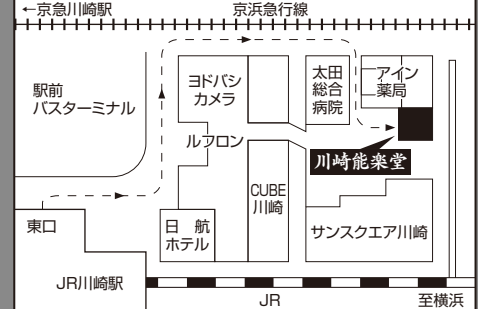 ←京急川崎駅
京浜急行線
駅前
バスターミナル
ヨドバシ
カメラ
ルフロン
太田
総合
病院
アイン
薬局
川崎能楽堂
CUBE
川崎
東口
日航
ホテル
サンスクエア川崎
JR川崎駅
JR
至横浜